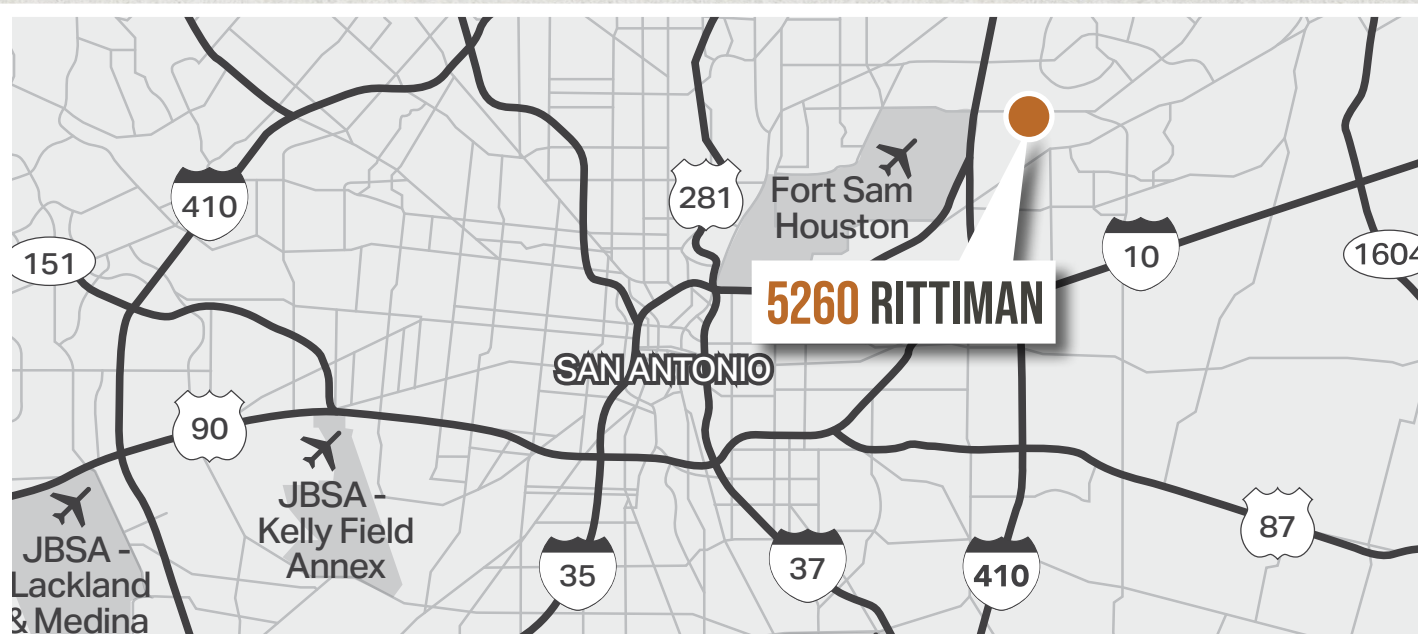 410
281
Fort Sam
Houston
151
10
1604
5260 RITTIMAN
SAN ANTONIO
90
JBSA -
Kelly Field
Annex
JBSA -
Lackland
& Medina
35
37
410
87